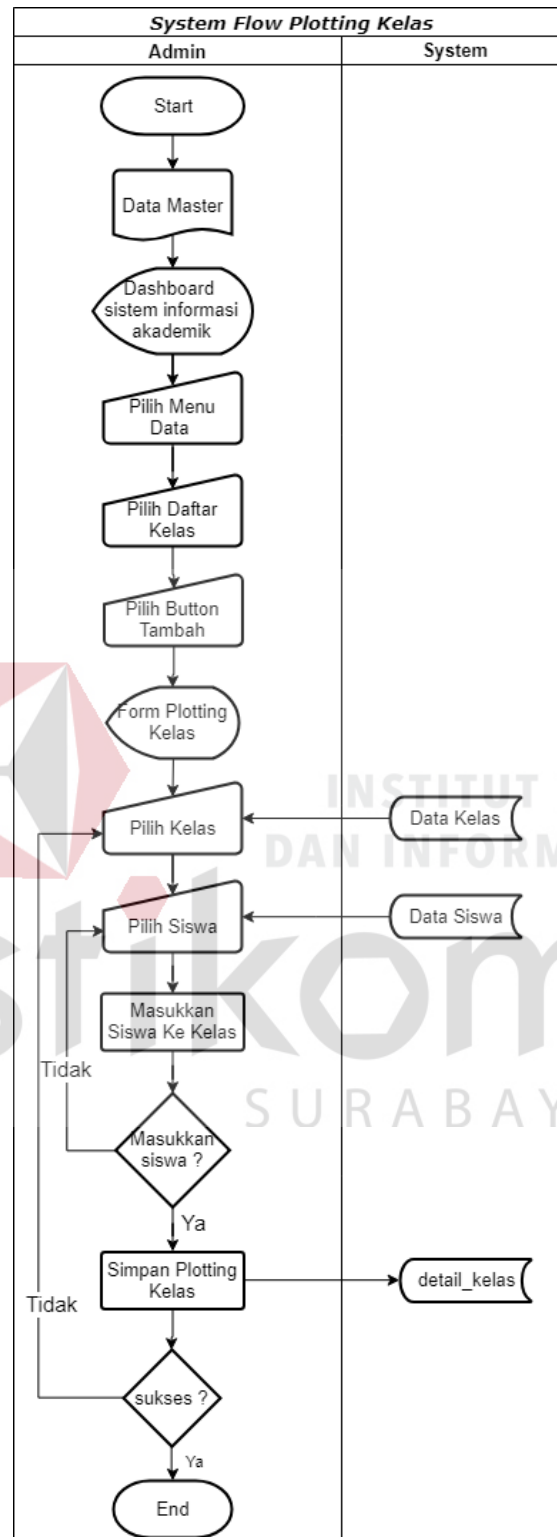 System Flow Plotting Kelas
Admin
System
Start
Data Master
Dashboard
sistem informasi
akademik
Pilih Menu
Data
Pilih Daftar
Kelas
Pilih Button
Tambah
Form Plotting
Kelas
INSTITUT
Pilih Kelas
Data Kelas
DAN INFORM
Pilih Siswa
Data Siswa
stikom
Masukkan
Siswa Ke Kelas
Tidak
SURABAY
Masukkan
siswa ?
Ya
Simpan Plotting
Kelas
detail_kelas
Tidak
sukses ?
Ya
End